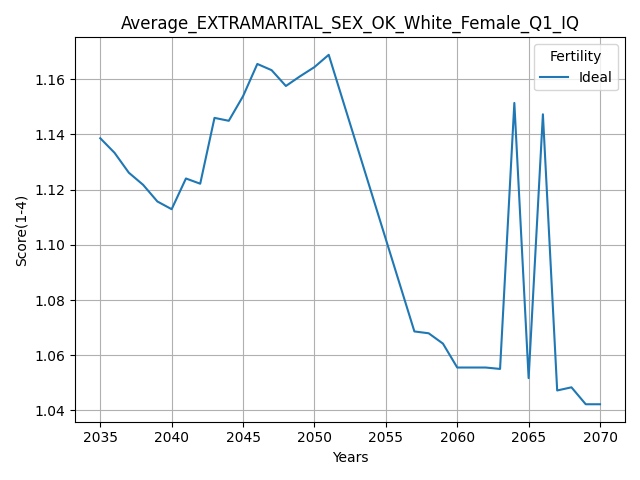 Average_EXTRAMARITAL_SEX_OK_White_Female_Q1_IQ
Fertility
Ideal
1.16
1.14
1.12
1.10
1.08
1.06
1.04
Score(1-4)
2035 2040 2045 2050 2055 2060 2065 2070
Years